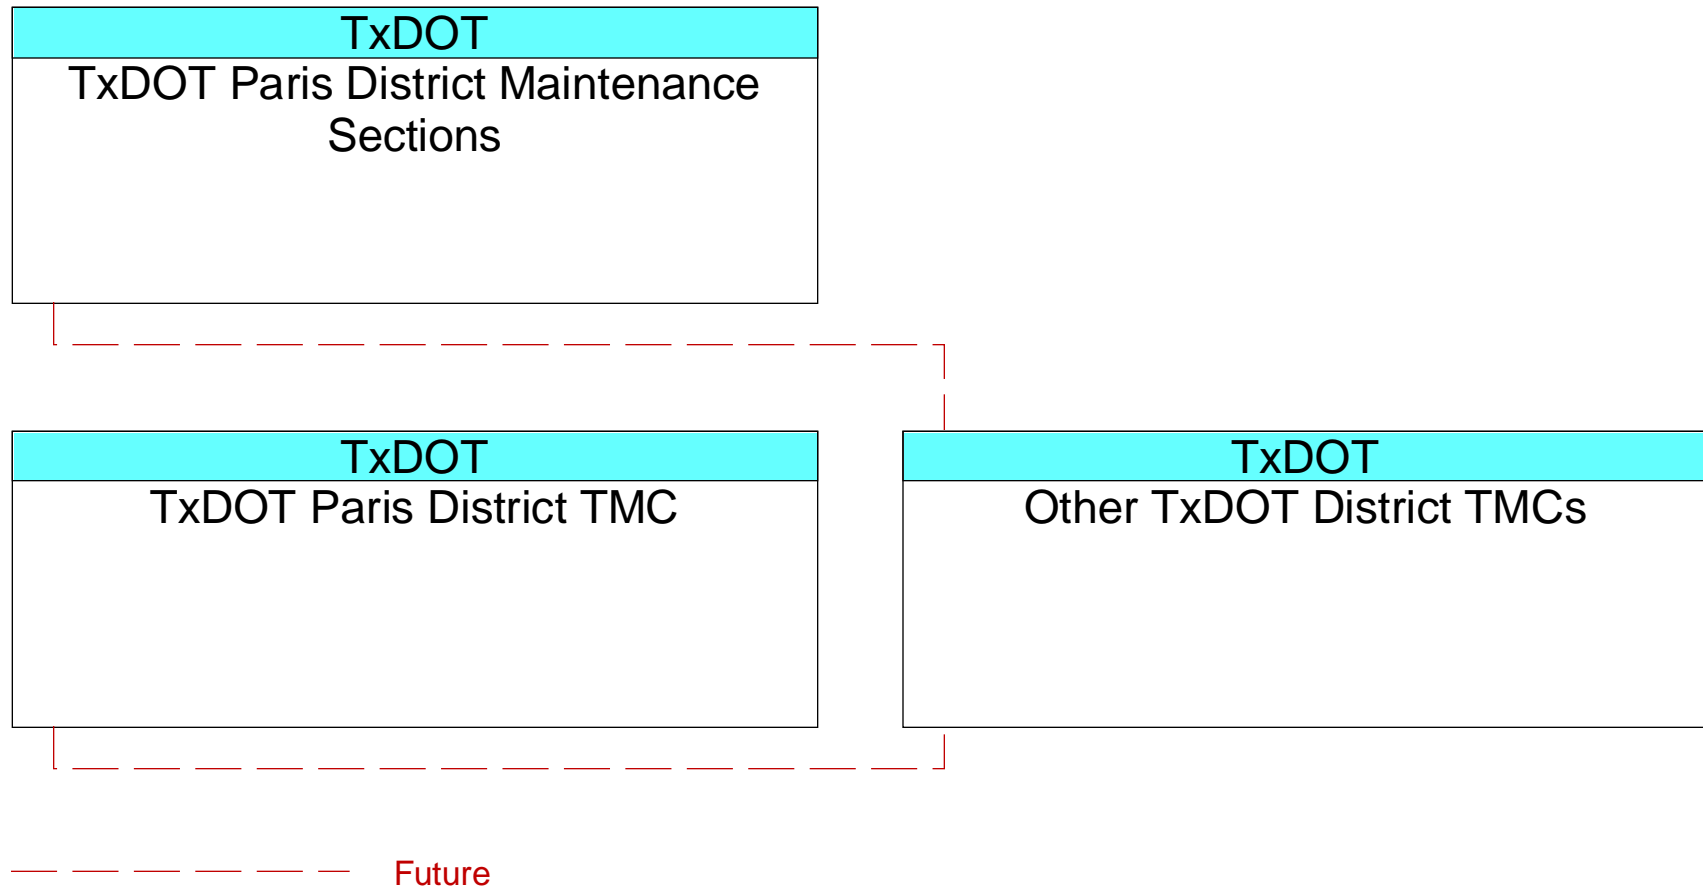 TxDOT
TxDOT Paris District Maintenance
Sections
TxDOT
TxDOT Paris District TMC
TxDOT
Other TxDOT District TMCs
Future